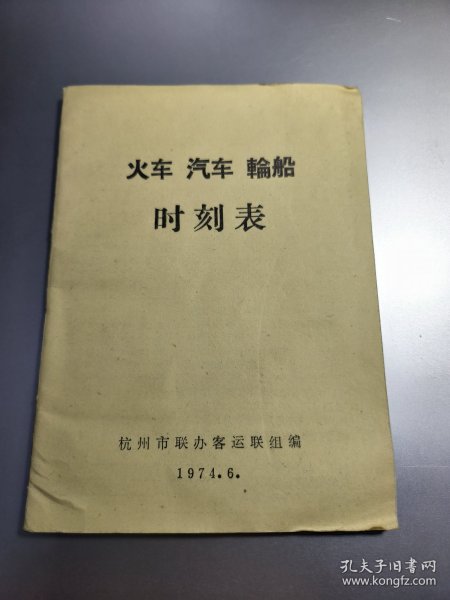 火车 汽车 輪船
时刻表
杭州市联办客运联组编
1974.6.
孔夫子旧书网
www.kongfz.com